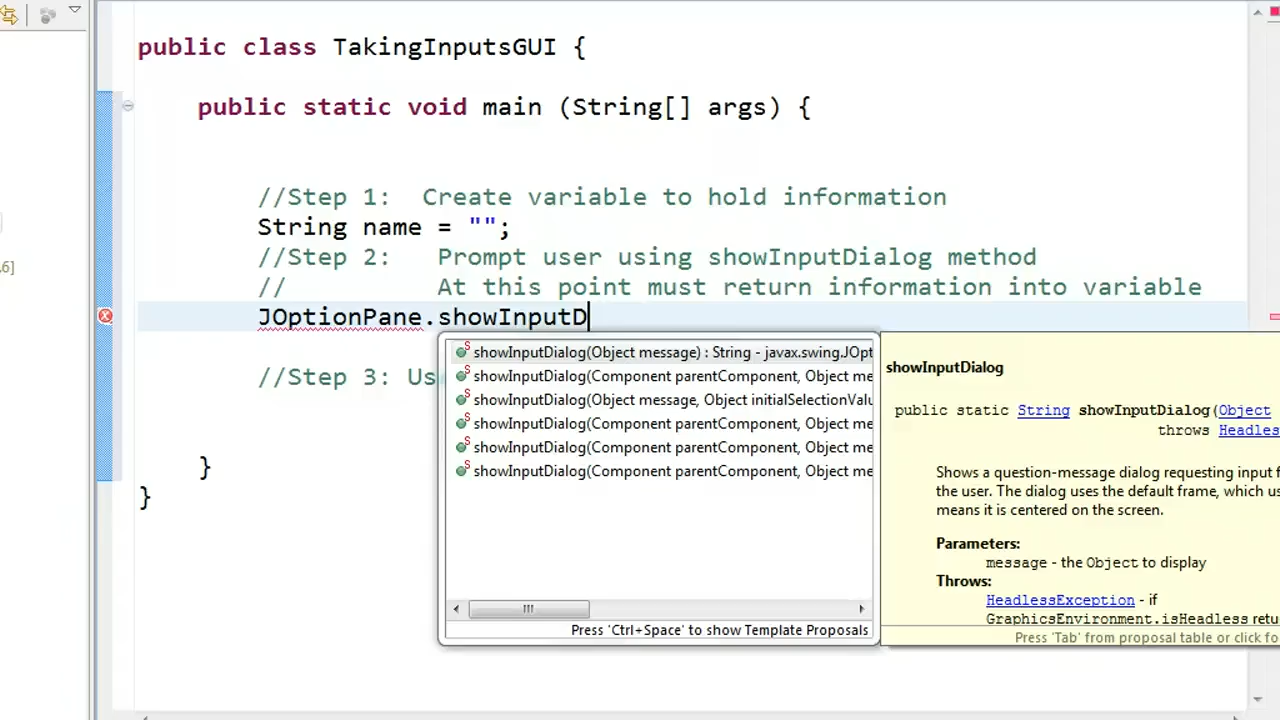 public class TakingInputsGUI {
public static void main (String[] args) {
//Step 1:  Create variable to hold information
String name = "";
//Step 2:   Prompt user using showInputDialog method
//          At this point must return information into variable
JOptionPane.showInputD
//Step 3: Us
}
}
.6]
showInputDialog(Object message) : String - javax.swing.JOpt
showInputDialog(Component parentComponent, Object me
showInputDialog(Object message, Object initialSelectionValu
showInputDialog(Component parentComponent, Object me
showInputDialog(Component parentComponent, Object me
showInputDialog(Component parentComponent, Object me
Press 'Ctrl+Space' to show Template Proposals
showInputDialog
public static String showInputDialog(Object
throws Headles
Shows a question-message dialog requesting input f
the user. The dialog uses the default frame, which us
means it is centered on the screen.
Parameters:
message - the Object to display
Throws:
HeadlessException - if
GraphicsEnvironment.isHeadless retu
Press 'Tab' from proposal table or click fo